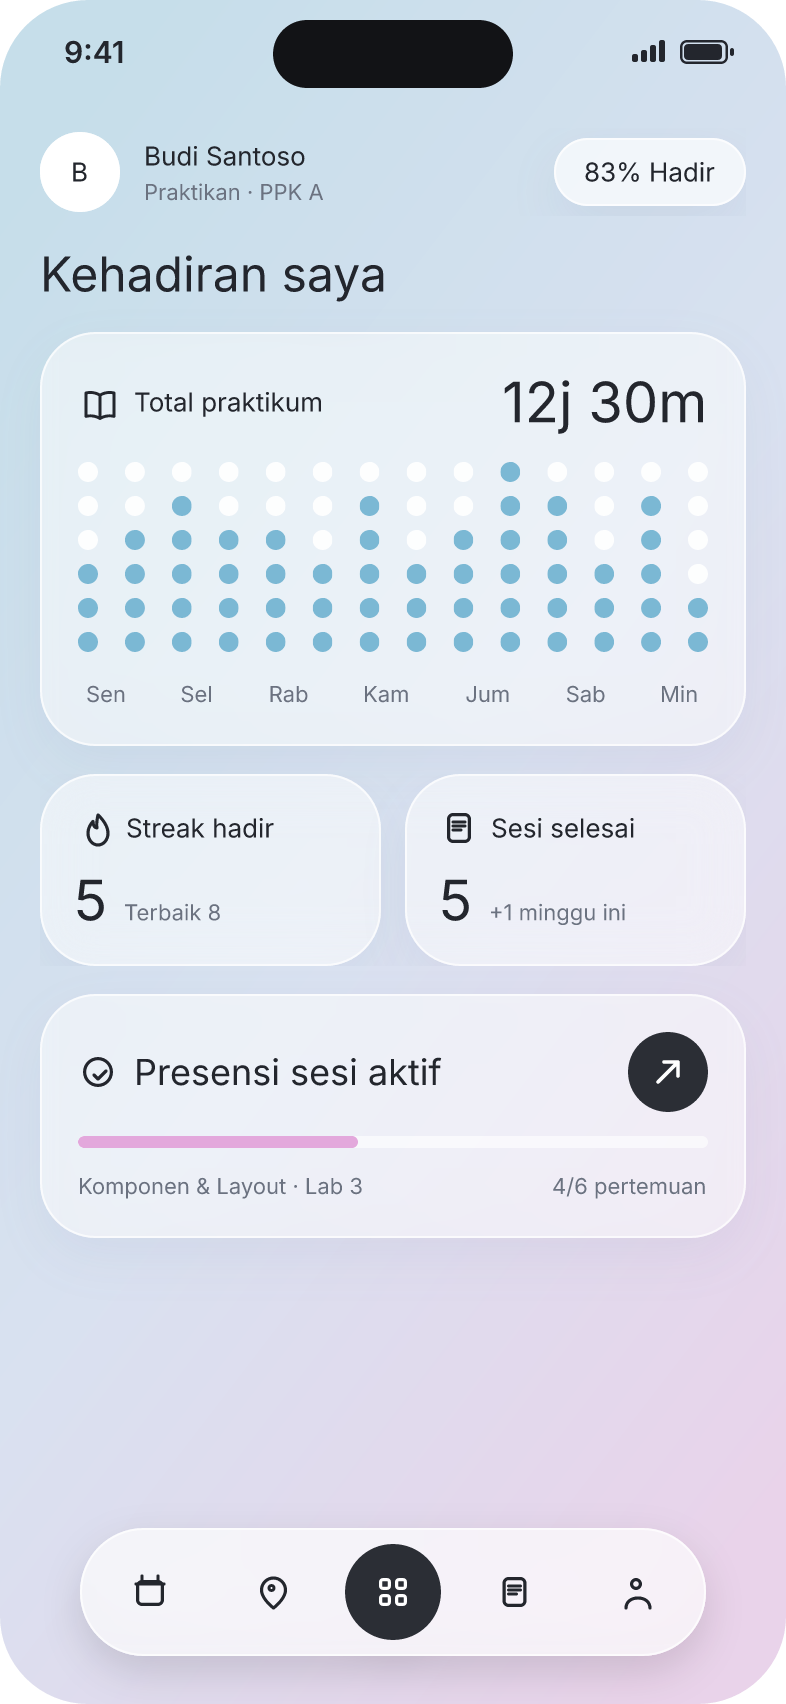 9:41
B
Budi Santoso
Praktikan · PPK A
83% Hadir
Kehadiran saya
Total praktikum
12j 30m
Sen Sel Rab Kam Jum Sab Min
Streak hadir
5 Terbaik 8
Sesi selesai
5 +1 minggu ini
Presensi sesi aktif
Komponen & Layout · Lab 3
4/6 pertemuan